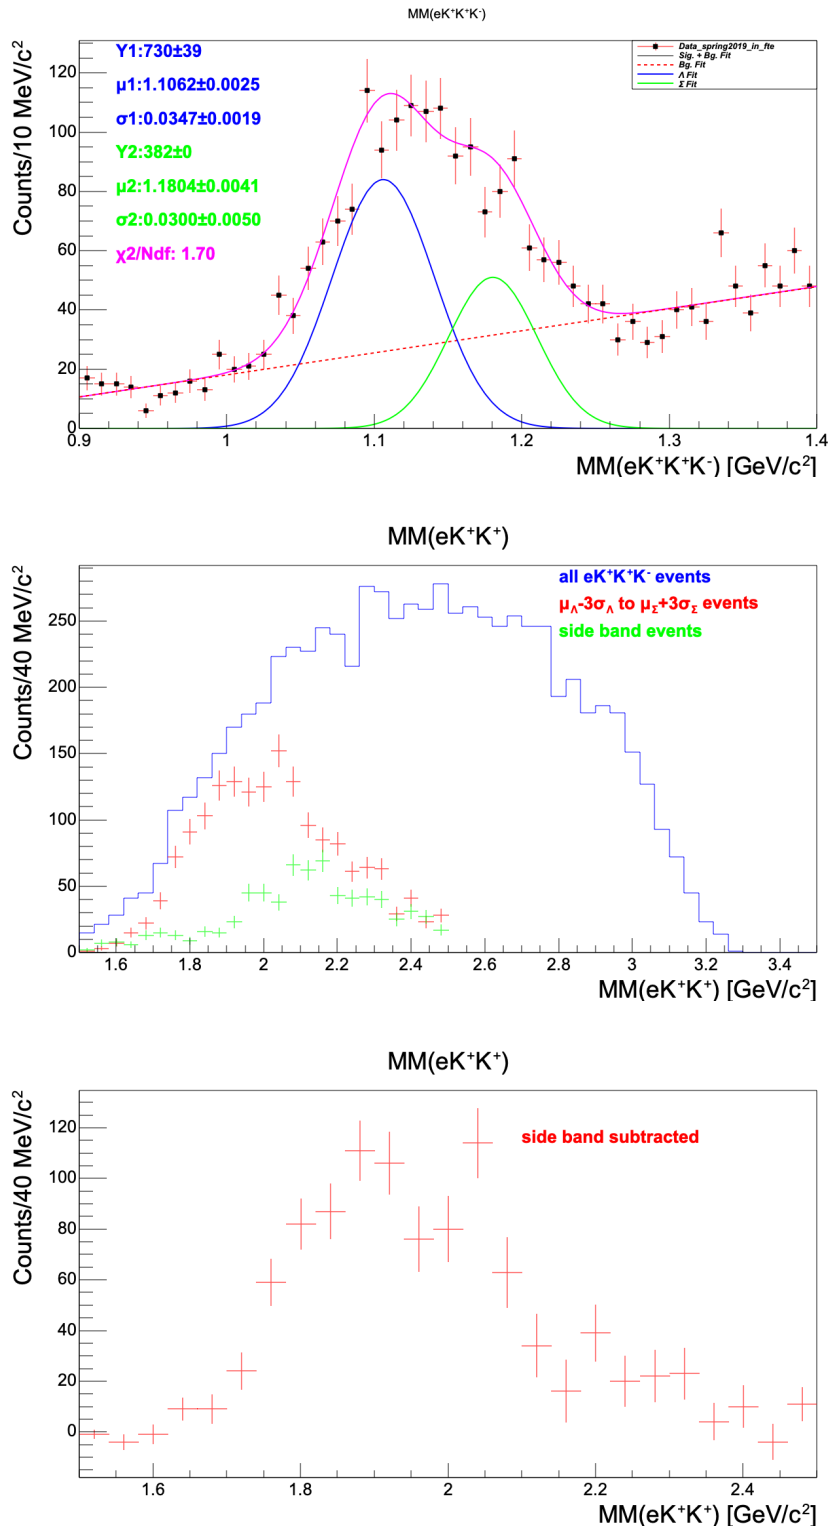 MM(eK⁺K⁺K⁻)
Counts/10 MeV/c²
Y1:730±39
μ1:1.1062±0.0025
σ1:0.0347±0.0019
Y2:382±0
μ2:1.1804±0.0041
σ2:0.0300±0.0050
χ2/Ndf: 1.70
Data_spring2019_in_fte
Sig. + Bg. Fit
Bg. Fit
Λ Fit
Σ Fit
120
100
80
60
40
20
0
0.9 1 1.1 1.2 1.3 1.4
MM(eK⁺K⁺K⁻) [GeV/c²]
MM(eK⁺K⁺)
Counts/40 MeV/c²
all eK⁺K⁺K⁻ events
μ_Λ-3σ_Λ to μ_Σ+3σ_Σ events
side band events
250
200
150
100
50
0
1.6 1.8 2 2.2 2.4 2.6 2.8 3 3.2 3.4
MM(eK⁺K⁺) [GeV/c²]
MM(eK⁺K⁺)
Counts/40 MeV/c²
side band subtracted
120
100
80
60
40
20
0
1.6 1.8 2 2.2 2.4
MM(eK⁺K⁺) [GeV/c²]